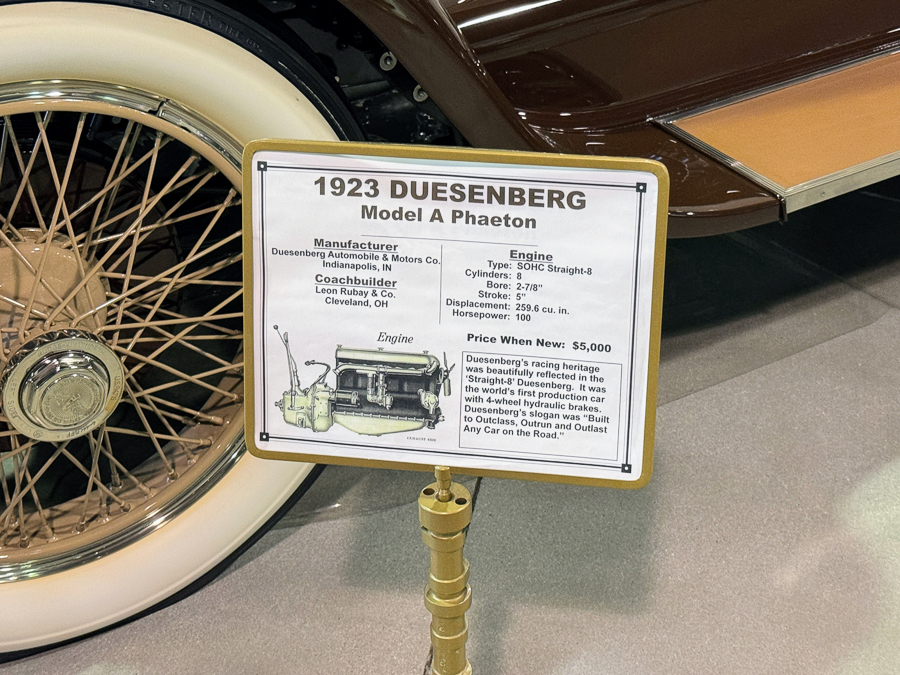 1923 DUESENBERG
Model A Phaeton
Manufacturer
Duesenberg Automobile & Motors Co.
Indianapolis, IN
Coachbuilder
Leon Rubay & Co.
Cleveland, OH
Engine
Type: SOHC Straight-8
Cylinders: 8
Bore: 2-7/8"
Stroke: 5"
Displacement: 259.6 cu. in.
Horsepower: 100
Engine
Price When New: $5,000
Duesenberg's racing heritage
was beautifully reflected in the
'Straight-8' Duesenberg. It was
the world's first production car
with 4-wheel hydraulic brakes.
Duesenberg's slogan was "Built
to Outclass, Outrun and Outlast
Any Car on the Road."